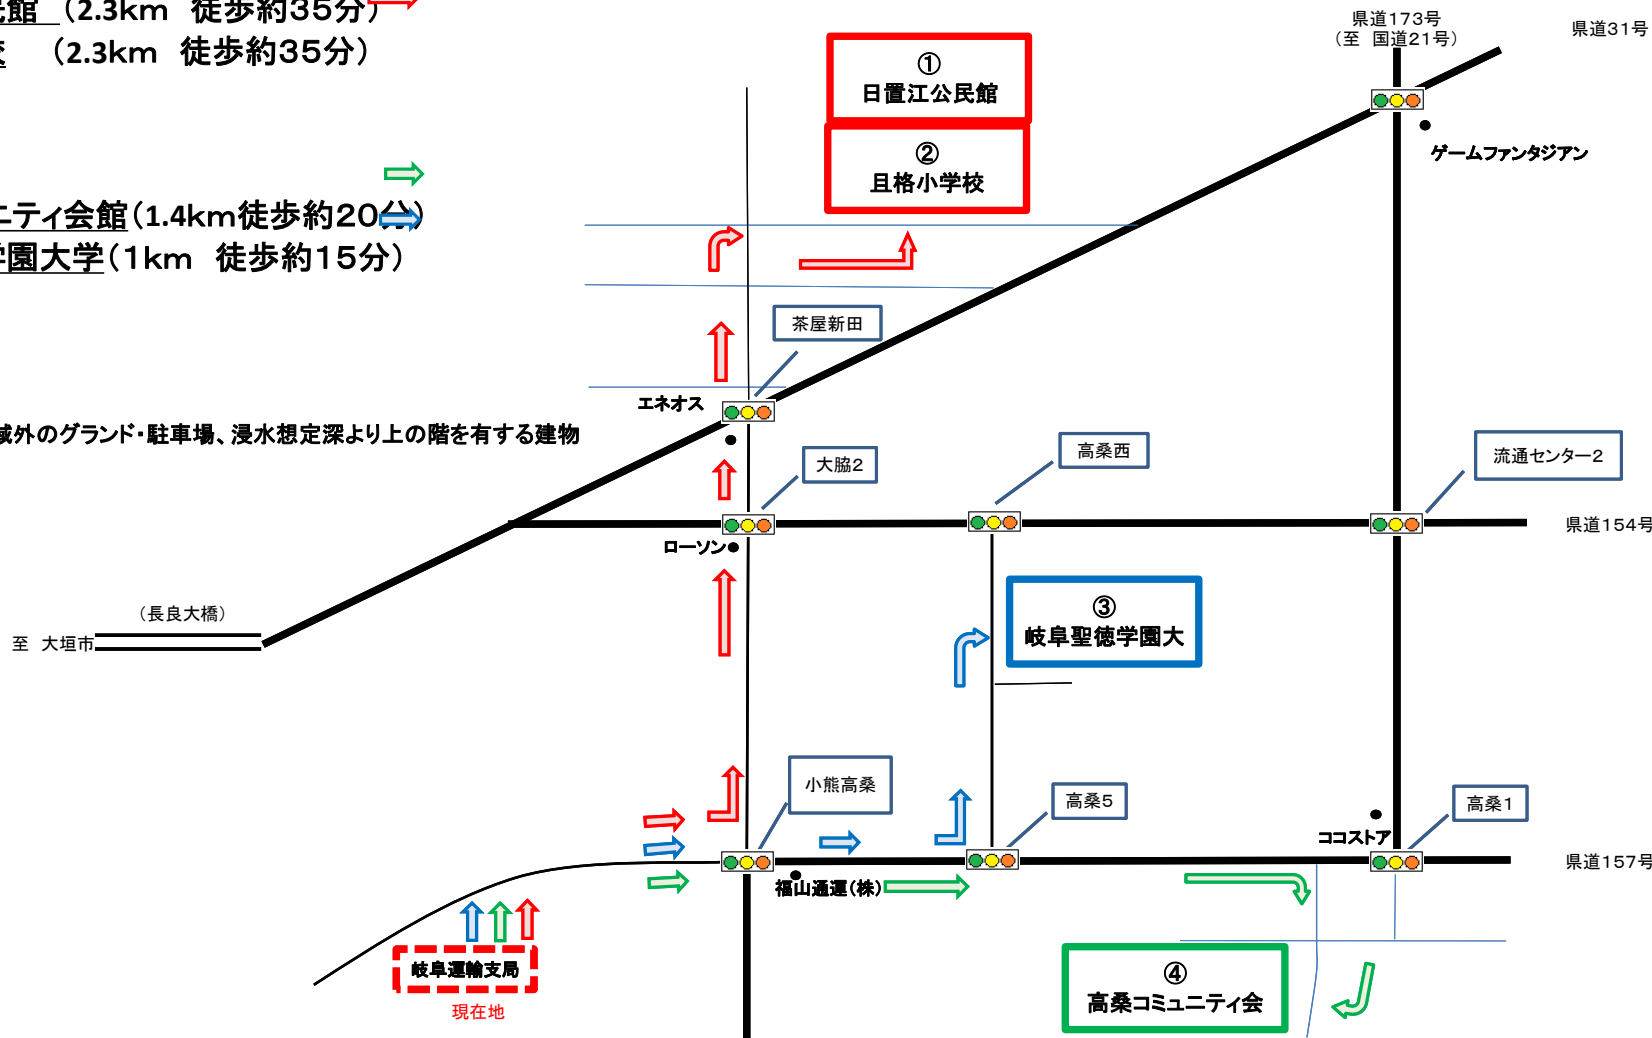 民館 (2.3km 徒歩約35分)
校 (2.3km 徒歩約35分)
ニティ会館(1.4km徒歩約20分)
学園大学(1km 徒歩約15分)
域外のグランド・駐車場、浸水想定深より上の階を有する建物
県道173号
(至 国道21号)
県道31号
①
日置江公民館
②
且格小学校
ゲームファンタジアン
茶屋新田
エネオス
大脇2
高桑西
流通センター2
ローソン
県道154号
(長良大橋)
至 大垣市
③
岐阜聖徳学園大
小熊高桑
高桑5
高桑1
ココストア
県道157号
福山通運(株)
岐阜運輸支局
現在地
④
高桑コミュニティ会